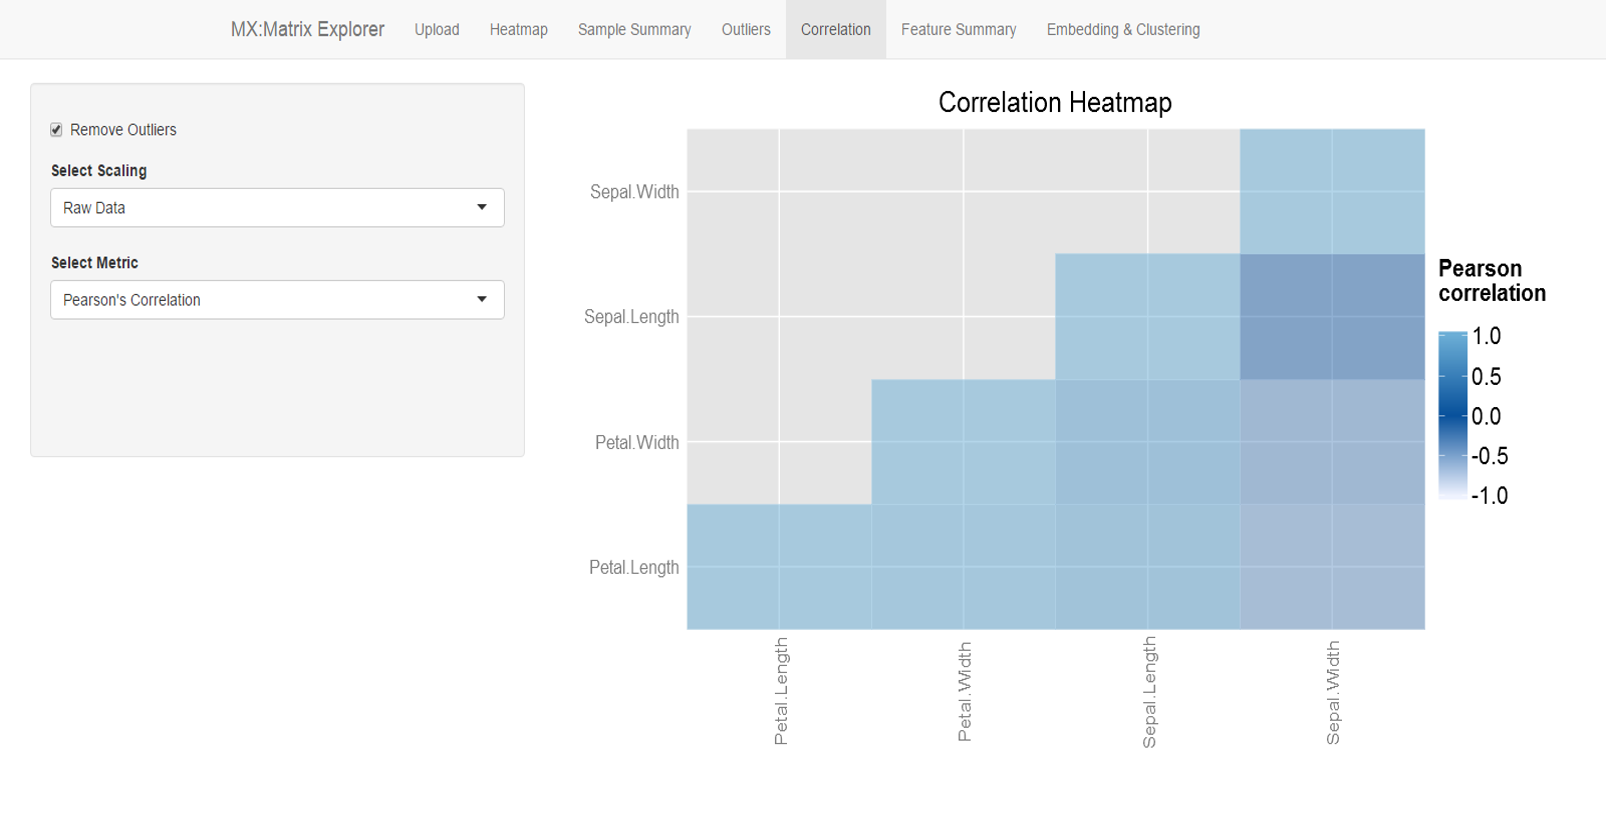 MX:Matrix Explorer Upload Heatmap Sample Summary Outliers Correlation Feature Summary Embedding & Clustering
Remove Outliers
Select Scaling
Raw Data
Select Metric
Pearson's Correlation
Correlation Heatmap
Sepal.Width
Sepal.Length
Petal.Width
Petal.Length
Petal.Length
Petal.Width
Sepal.Length
Sepal.Width
Pearson
correlation
1.0
0.5
0.0
-0.5
-1.0